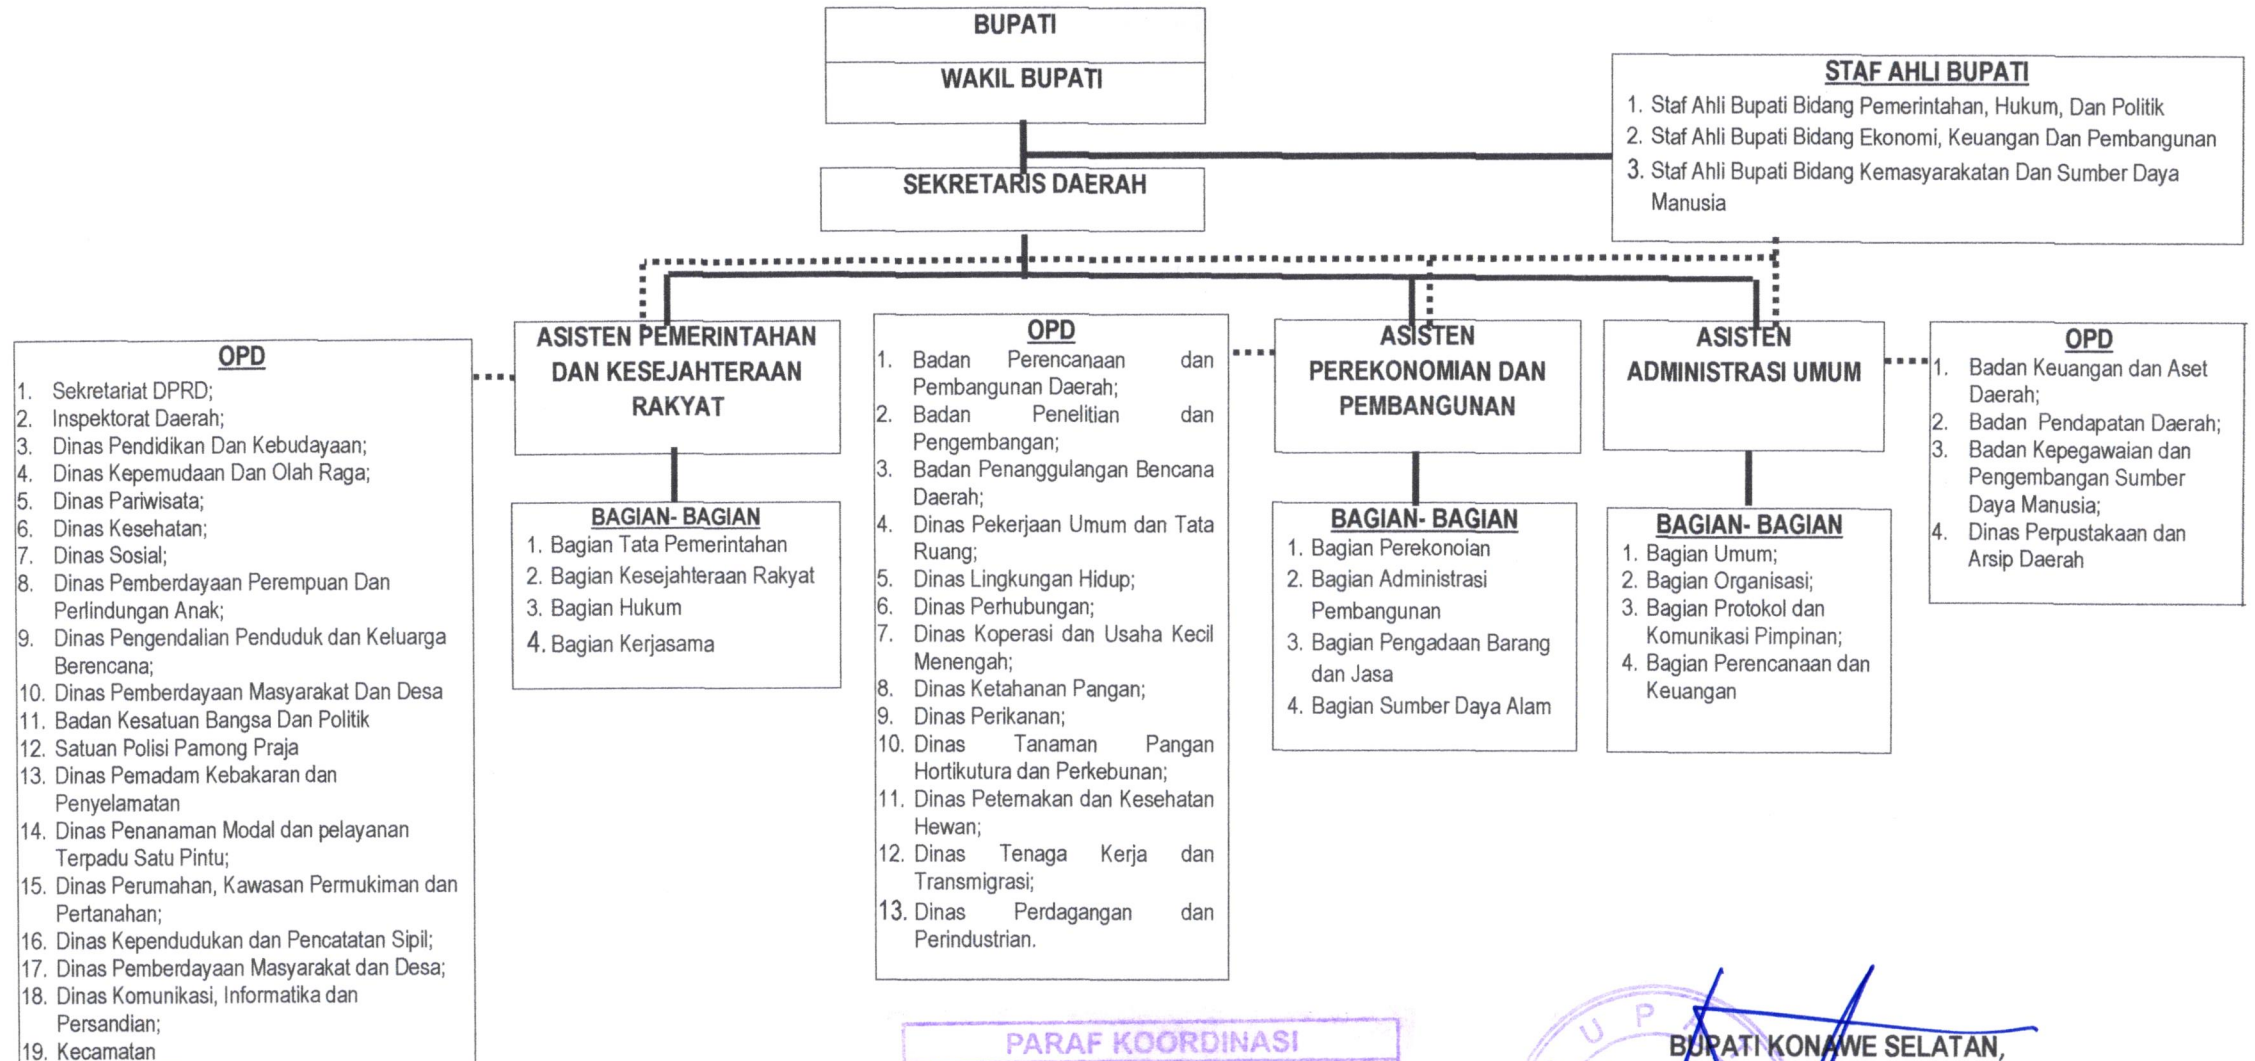 BUPATI
WAKIL BUPATI
STAF AHLI BUPATI
1. Staf Ahli Bupati Bidang Pemerintahan, Hukum, Dan Politik
2. Staf Ahli Bupati Bidang Ekonomi, Keuangan Dan Pembangunan
3. Staf Ahli Bupati Bidang Kemasyarakatan Dan Sumber Daya
Manusia
SEKRETARIS DAERAH
OPD
1. Sekretariat DPRD;
2. Inspektorat Daerah;
3. Dinas Pendidikan Dan Kebudayaan;
4. Dinas Kepemudaan Dan Olah Raga;
5. Dinas Pariwisata;
6. Dinas Kesehatan;
7. Dinas Sosial;
8. Dinas Pemberdayaan Perempuan Dan
Perlindungan Anak;
9. Dinas Pengendalian Penduduk dan Keluarga
Berencana;
10. Dinas Pemberdayaan Masyarakat Dan Desa
11. Badan Kesatuan Bangsa Dan Politik
12. Satuan Polisi Pamong Praja
13. Dinas Pemadam Kebakaran dan
Penyelamatan
14. Dinas Penanaman Modal dan pelayanan
Terpadu Satu Pintu;
15. Dinas Perumahan, Kawasan Permukiman dan
Pertanahan;
16. Dinas Kependudukan dan Pencatatan Sipil;
17. Dinas Pemberdayaan Masyarakat dan Desa;
18. Dinas Komunikasi, Informatika dan
Persandian;
19. Kecamatan
ASISTEN PEMERINTAHAN
DAN KESEJAHTERAAN
RAKYAT
BAGIAN- BAGIAN
1. Bagian Tata Pemerintahan
2. Bagian Kesejahteraan Rakyat
3. Bagian Hukum
4. Bagian Kerjasama
OPD
1. Badan Perencanaan dan
Pembangunan Daerah;
2. Badan Penelitian dan
Pengembangan;
3. Badan Penanggulangan Bencana
Daerah;
4. Dinas Pekerjaan Umum dan Tata
Ruang;
5. Dinas Lingkungan Hidup;
6. Dinas Perhubungan;
7. Dinas Koperasi dan Usaha Kecil
Menengah;
8. Dinas Ketahanan Pangan;
9. Dinas Perikanan;
10. Dinas Tanaman Pangan
Hortikutura dan Perkebunan;
11. Dinas Peternakan dan Kesehatan
Hewan;
12. Dinas Tenaga Kerja dan
Transmigrasi;
13. Dinas Perdagangan dan
Perindustrian.
ASISTEN
PEREKONOMIAN DAN
PEMBANGUNAN
BAGIAN- BAGIAN
1. Bagian Perekonoian
2. Bagian Administrasi
Pembangunan
3. Bagian Pengadaan Barang
dan Jasa
4. Bagian Sumber Daya Alam
ASISTEN
ADMINISTRASI UMUM
BAGIAN- BAGIAN
1. Bagian Umum;
2. Bagian Organisasi;
3. Bagian Protokol dan
Komunikasi Pimpinan;
4. Bagian Perencanaan dan
Keuangan
OPD
1. Badan Keuangan dan Aset
Daerah;
2. Badan Pendapatan Daerah;
3. Badan Kepegawaian dan
Pengembangan Sumber
Daya Manusia;
4. Dinas Perpustakaan dan
Arsip Daerah
PARAF KOORDINASI
BUPATI KONAWE SELATAN,